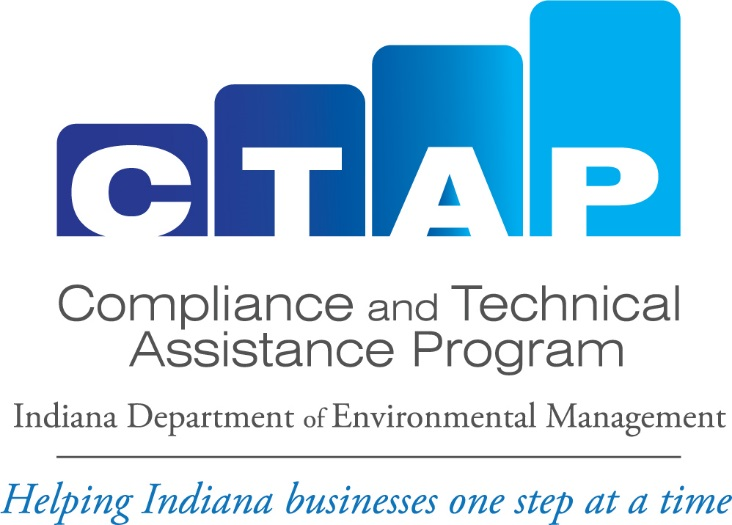 CTAP
Compliance and Technical
Assistance Program
Indiana Department of Environmental Management
Helping Indiana businesses one step at a time